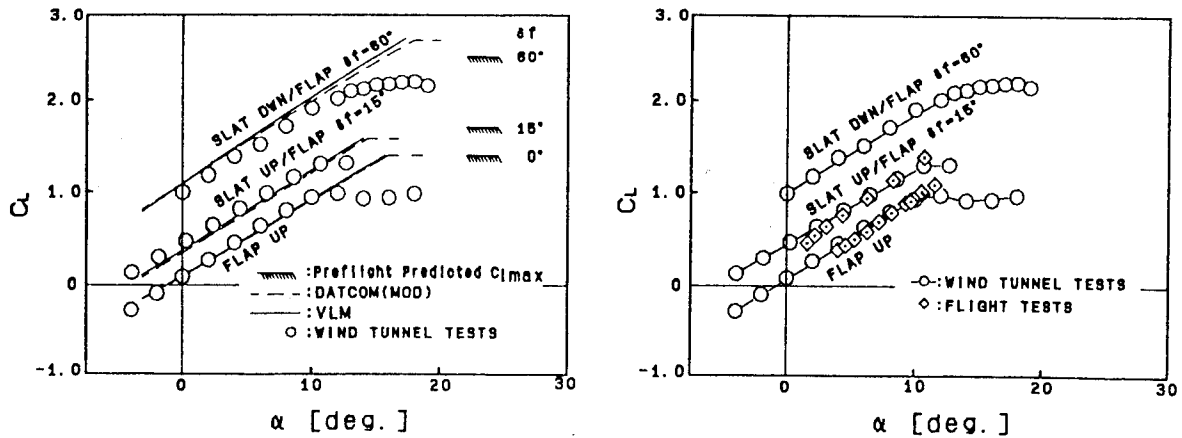 3.0
2.0
1.0
0
-1.0
CL
SLAT DWN/FLAP δf=60°
SLAT UP/FLAP δf=15°
FLAP UP
δf
60°
15°
0°
:Preflight Predicted Clmax
:DATCOM(MOD)
:VLM
:WIND TUNNEL TESTS
0
10
20
30
α [deg.]
3.0
2.0
1.0
0
-1.0
CL
SLAT DWN/FLAP δf=60°
SLAT UP/FLAP δf=15°
FLAP UP
:WIND TUNNEL TESTS
:FLIGHT TESTS
0
10
20
30
α [deg.]